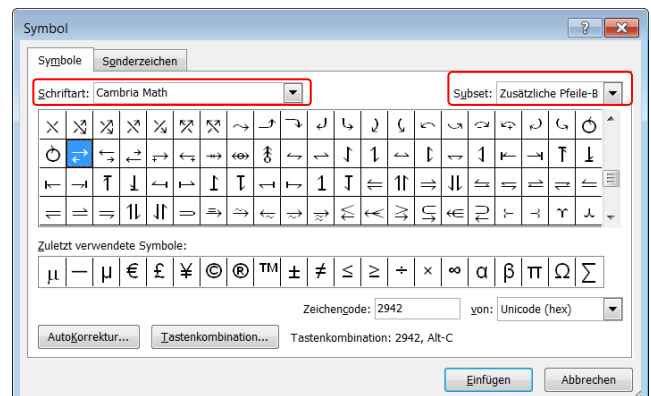 Symbol
Symbole Sonderzeichen
Schriftart: Cambria Math Subset: Zusätzliche Pfeile-B
Zuletzt verwendete Symbole:
μ — µ € £ ¥ © ® ™ ± ≠ ≤ ≥ ÷ × ∞ α β π Ω ∑
Zeichencode: 2942 von: Unicode (hex)
AutoKorrektur... Tastenkombination... Tastenkombination: 2942, Alt-C
Einfügen Abbrechen